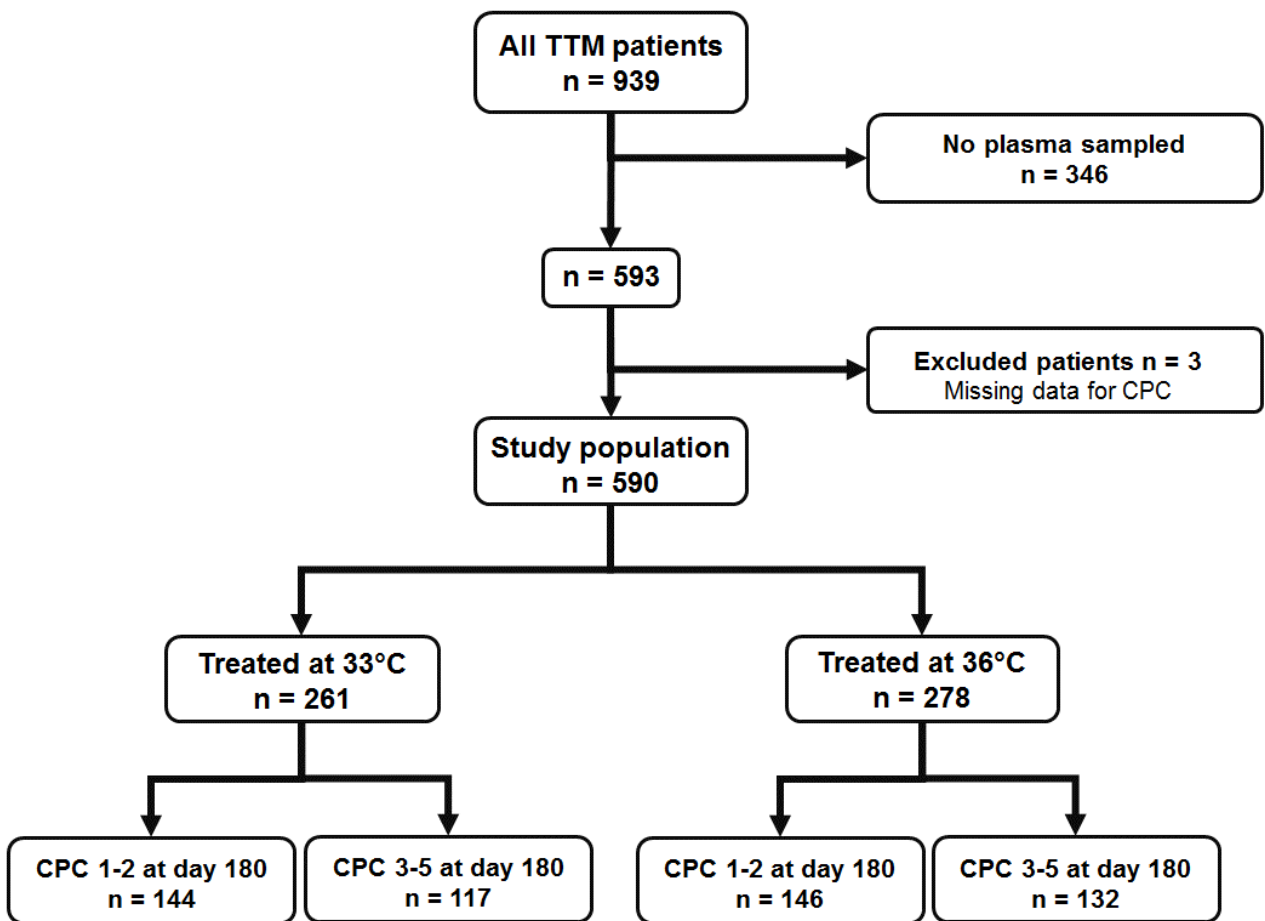 All TTM patients
n = 939
No plasma sampled
n = 346
n = 593
Excluded patients n = 3
Missing data for CPC
Study population
n = 590
Treated at 33°C
n = 261
Treated at 36°C
n = 278
CPC 1-2 at day 180
n = 144
CPC 3-5 at day 180
n = 117
CPC 1-2 at day 180
n = 146
CPC 3-5 at day 180
n = 132